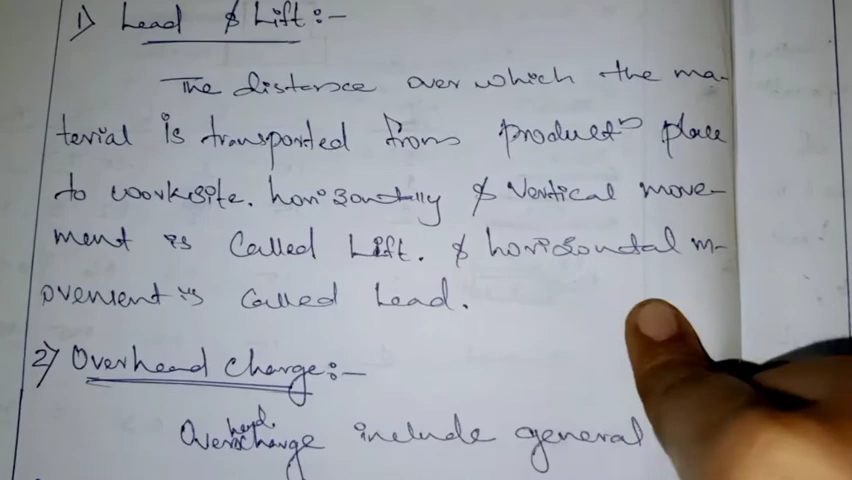 1) Lead & Lift:-
The distance over which the ma-
terial is transported from product^n place
to worksite. horizontally & Vertical move-
ment is Called Lift. & horizontal m-
ovement is Called Lead.
2) Overhead Charge:-
Overhead charge include general